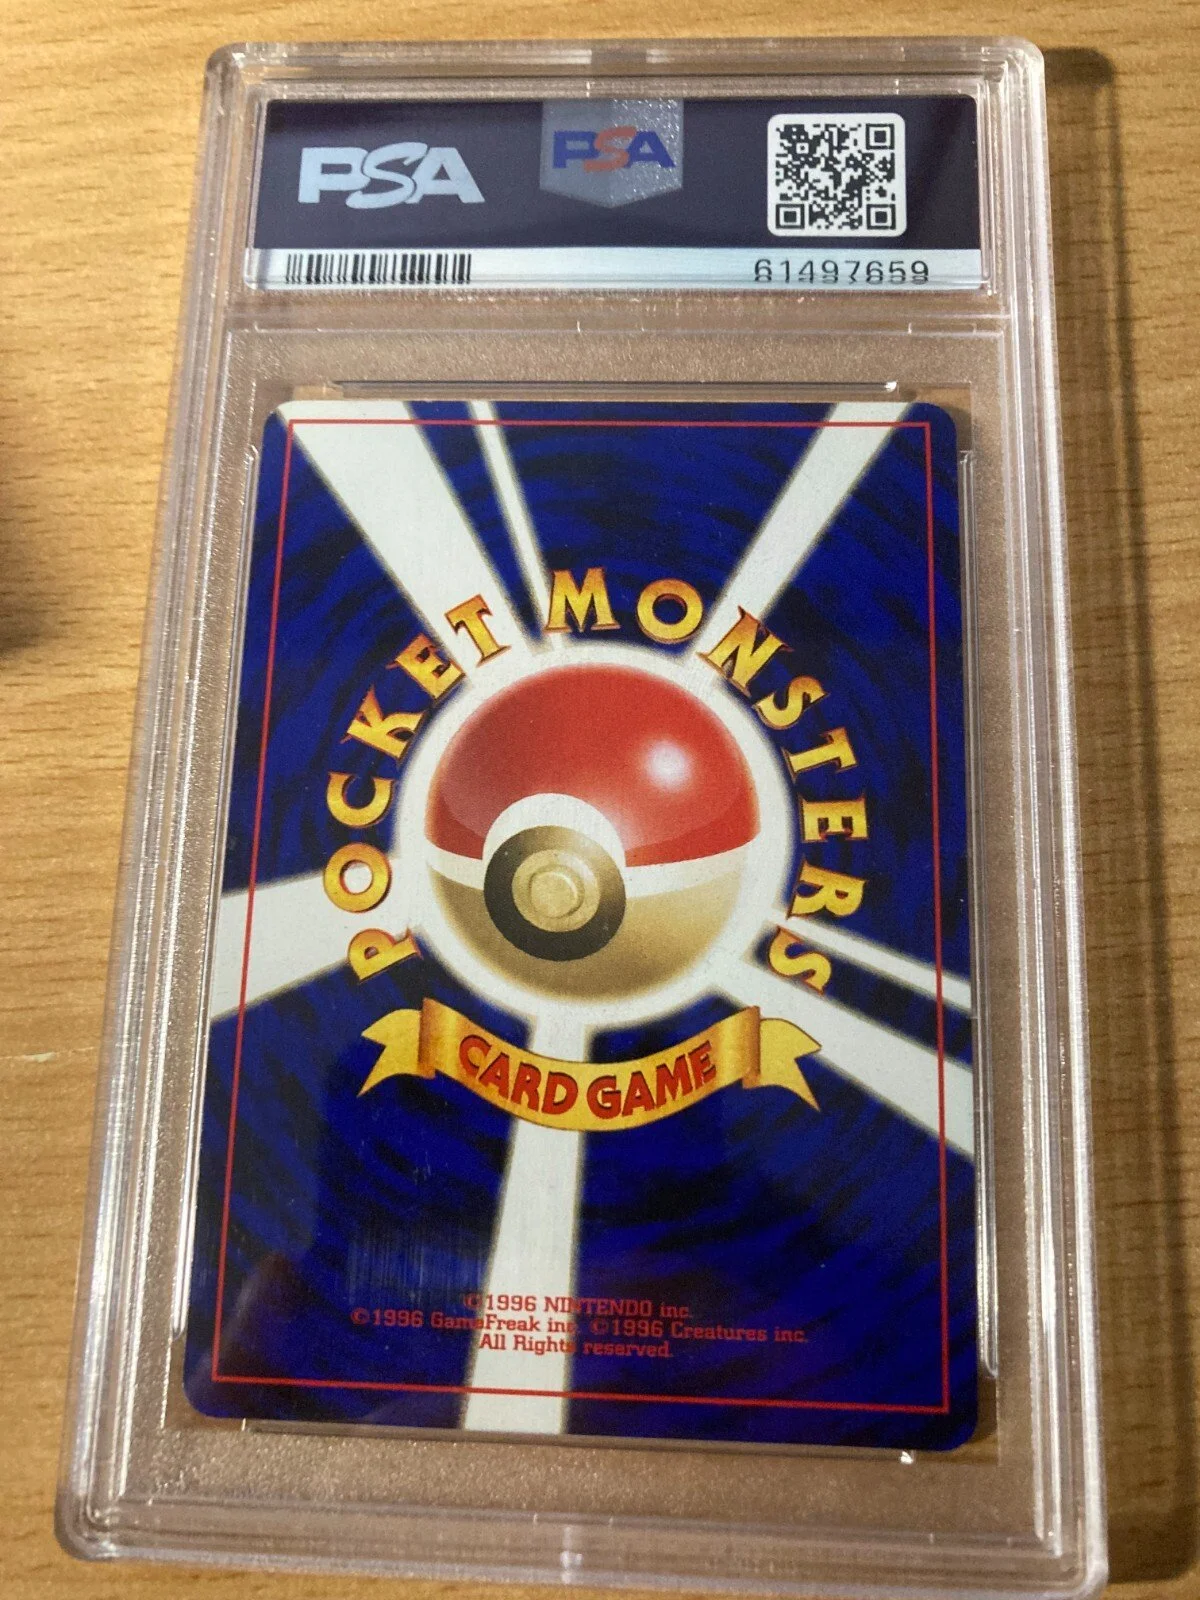 PSA
PSA
61497659
POCKET MONSTERS
CARD GAME
©1996 NINTENDO inc.
©1996 GameFreak inc. ©1996 Creatures inc.
All Rights reserved.